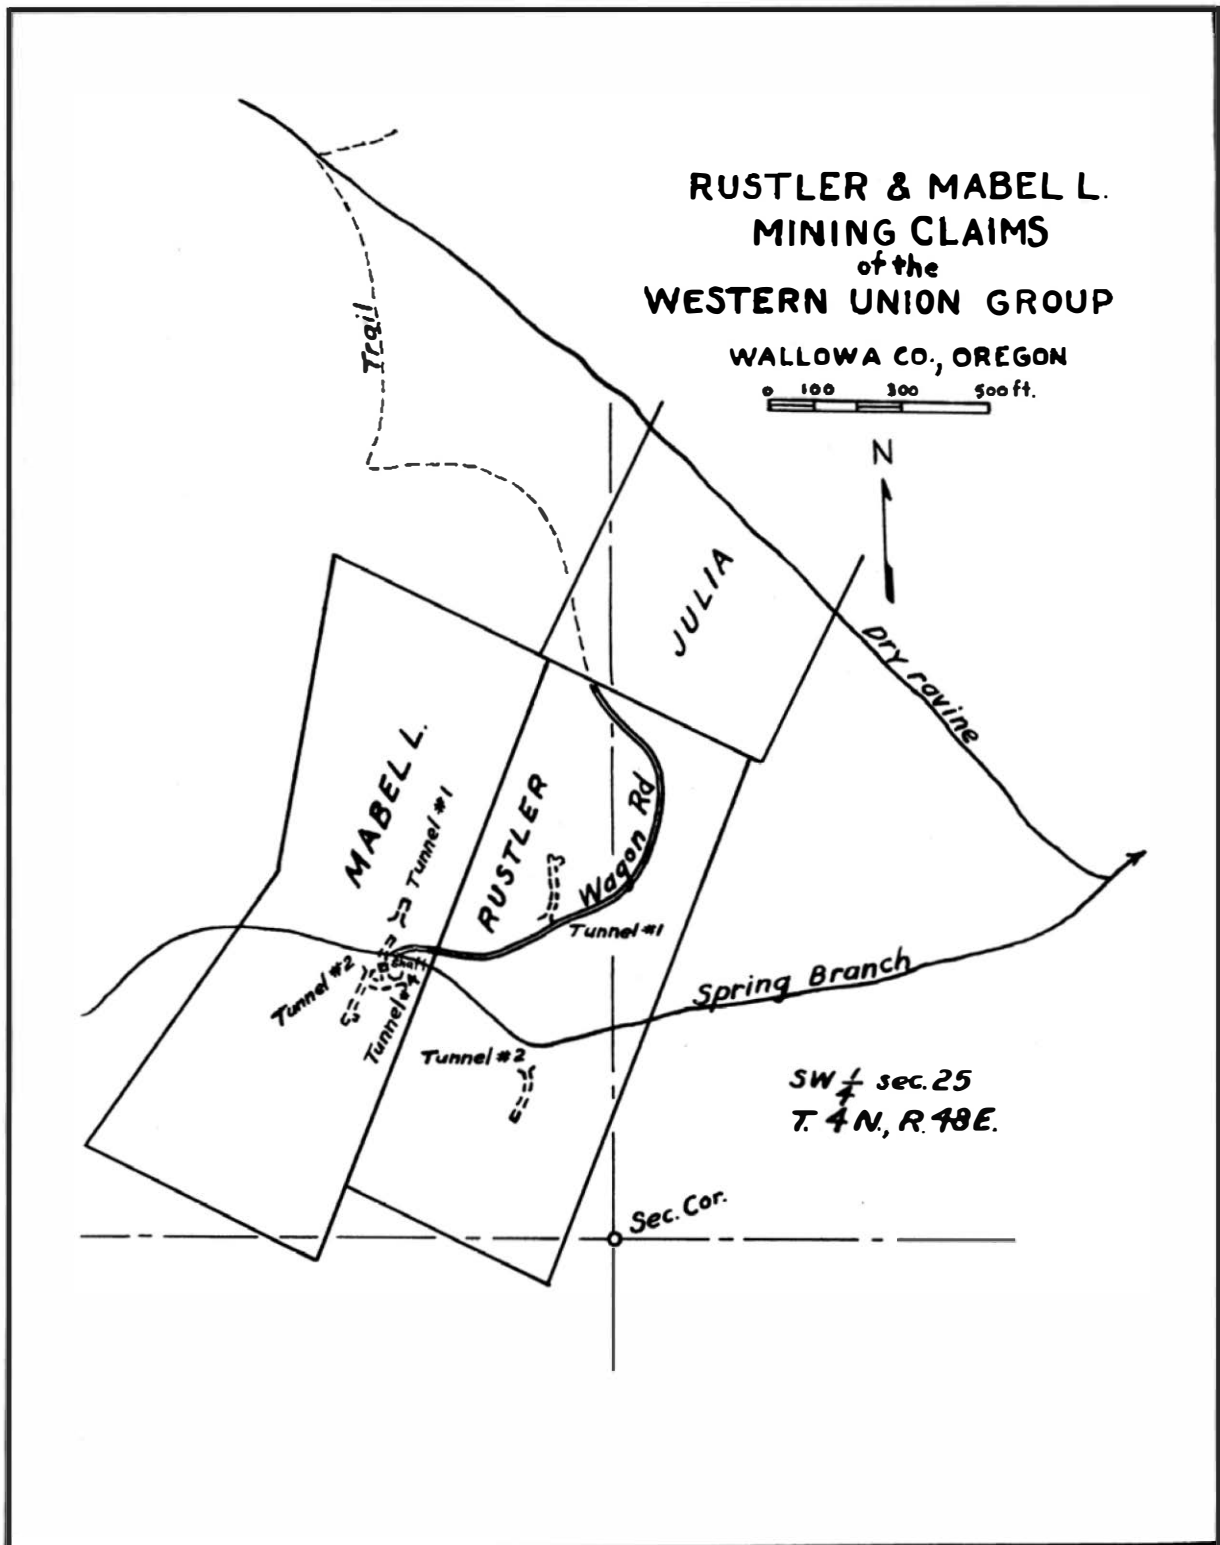 RUSTLER & MABEL L.
MINING CLAIMS
of the
WESTERN UNION GROUP
WALLOWA CO., OREGON
0 100 300 500 ft.
N
Trail
JULIA
Dry ravine
MABEL L.
Tunnel #1
RUSTLER
Wagon Rd
Tunnel #1
Shaft
Tunnel #2
Tunnel #4
Spring Branch
Tunnel #2
SW 1/4 sec. 25
T. 4 N., R. 48 E.
Sec. Cor.